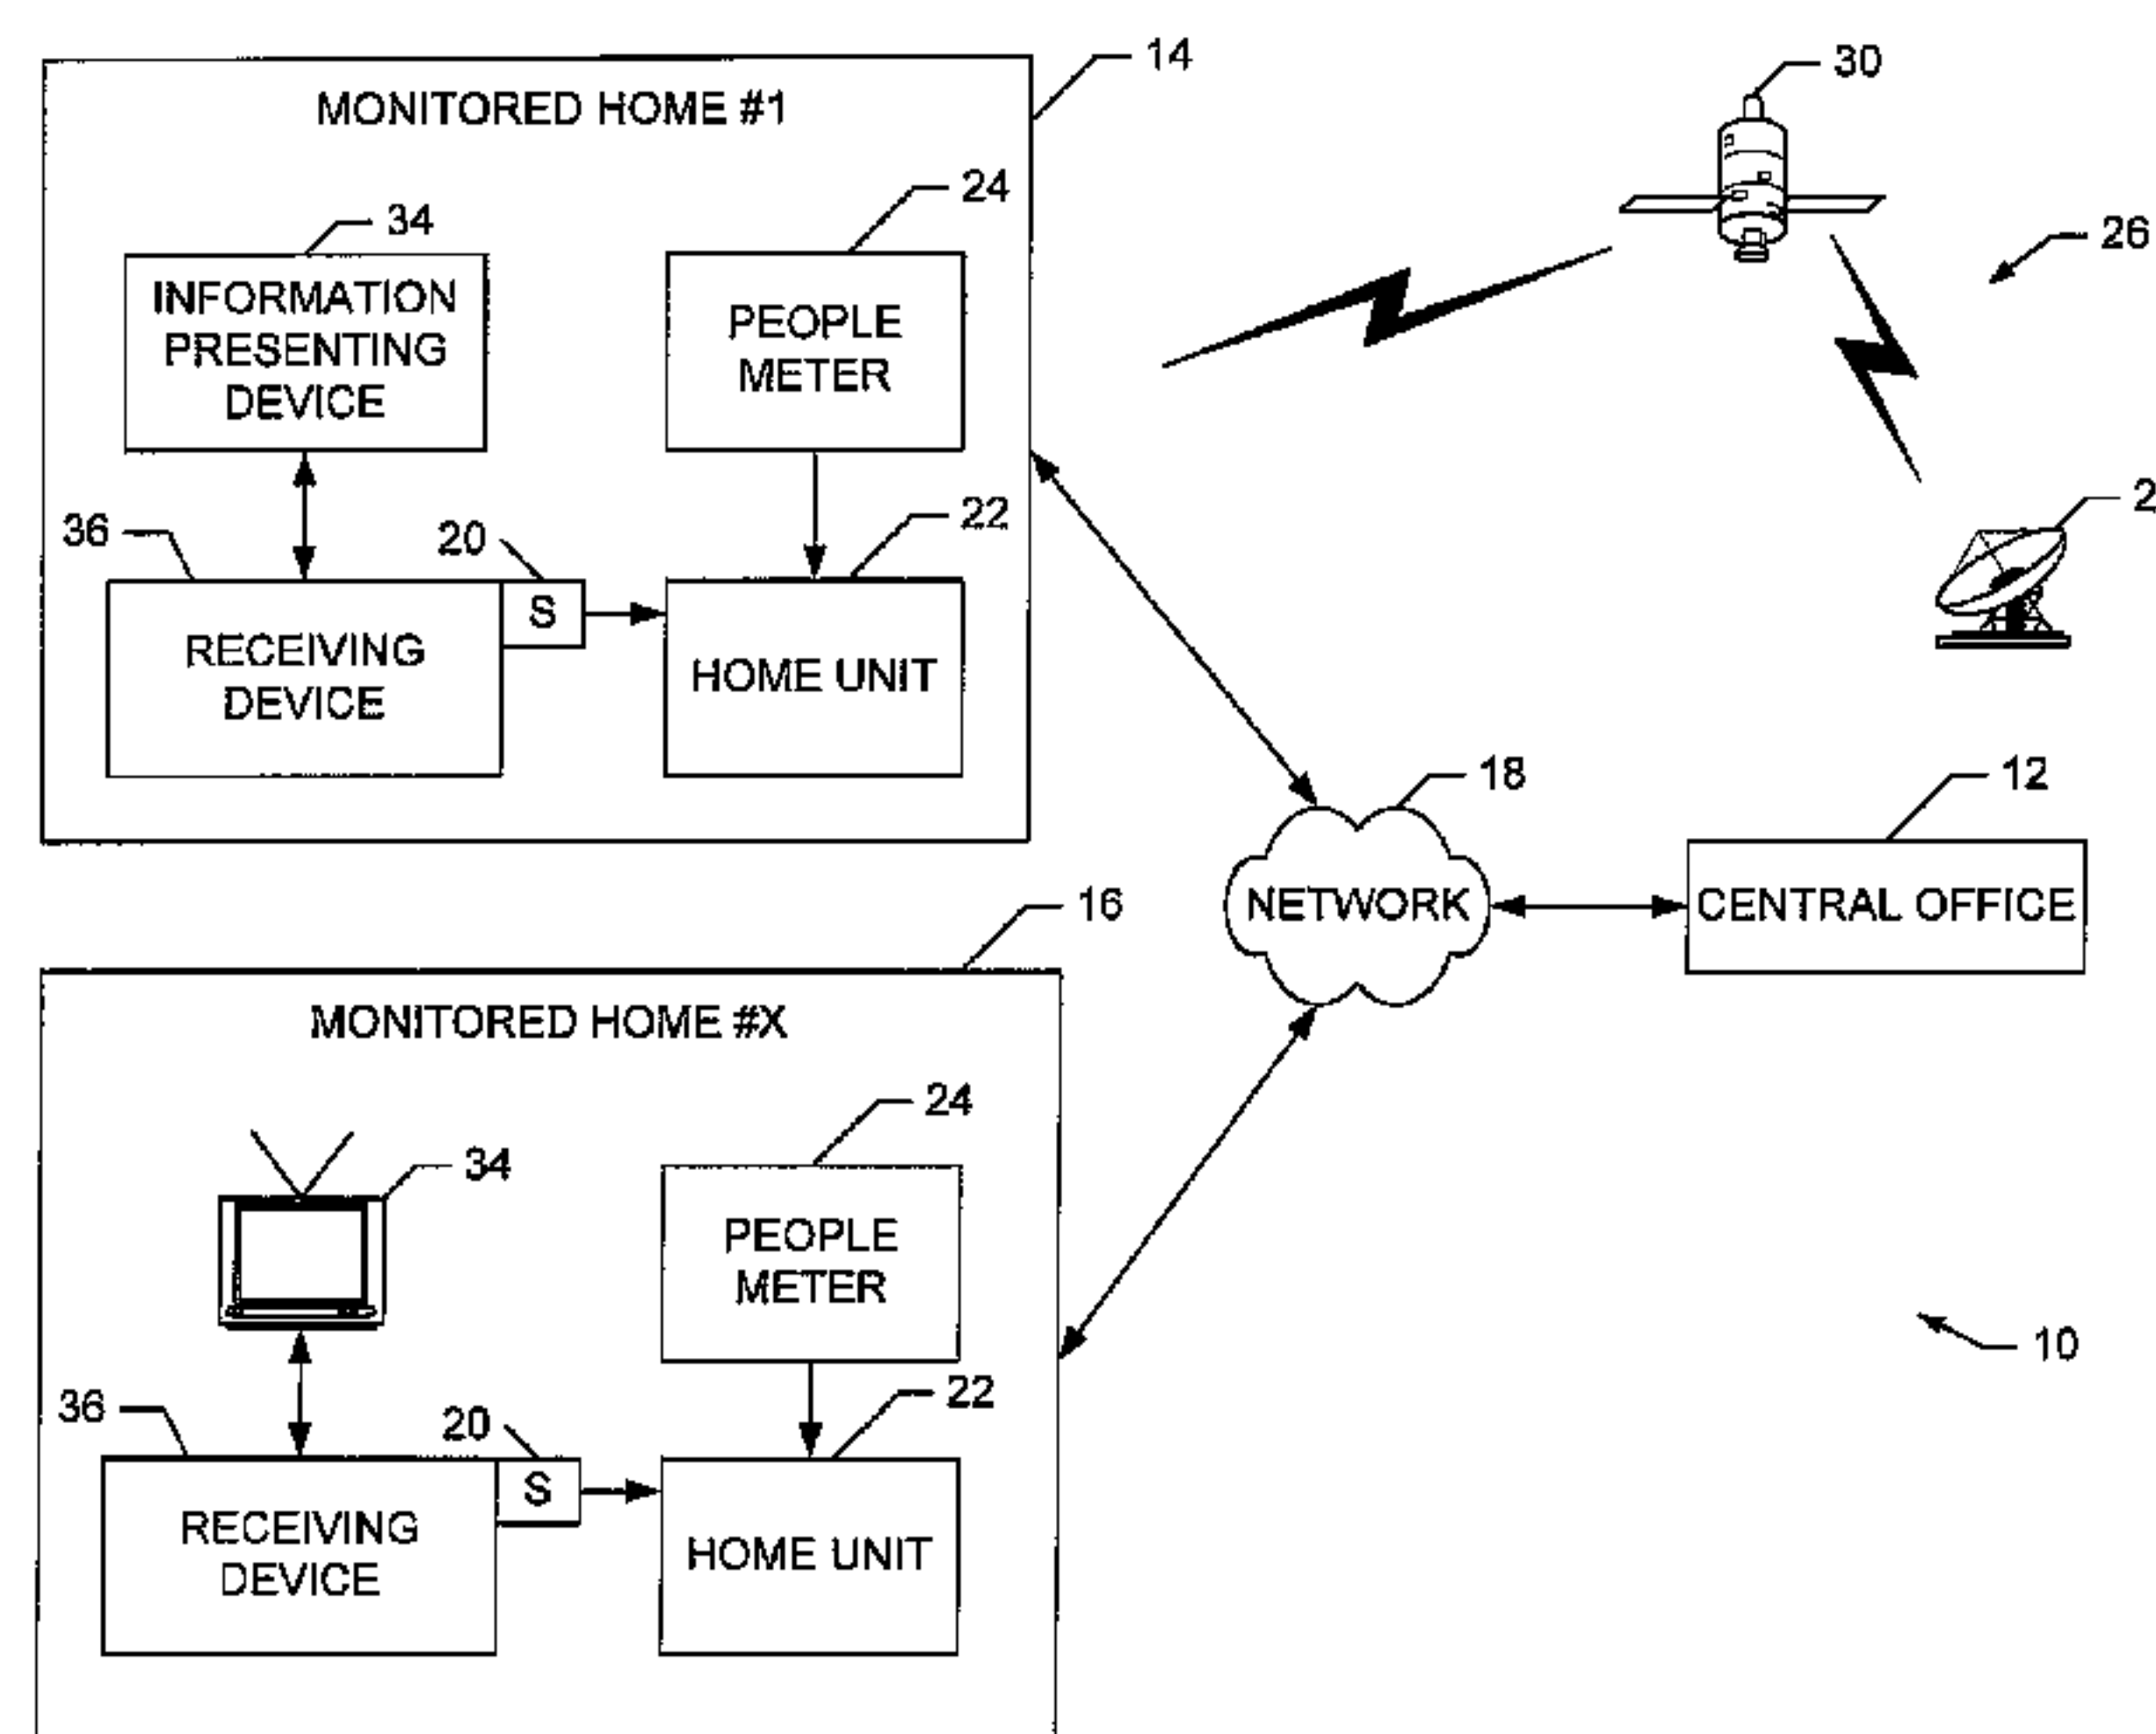 14
MONITORED HOME #1
30
24
34
26
INFORMATION
PRESENTING
DEVICE
PEOPLE
METER
36
20
22
S
RECEIVING
DEVICE
HOME UNIT
18
12
NETWORK
CENTRAL OFFICE
16
MONITORED HOME #X
24
34
PEOPLE
METER
10
36
20
22
S
RECEIVING
DEVICE
HOME UNIT